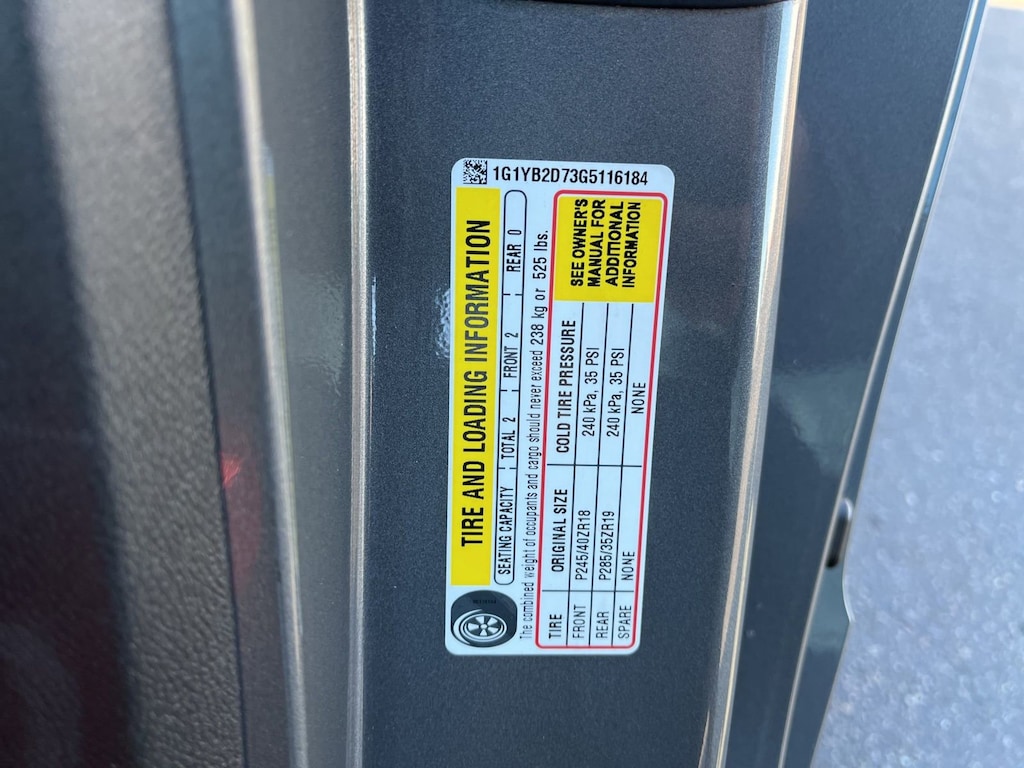 1G1YB2D73G5116184
TIRE AND LOADING INFORMATION
SEATING CAPACITY TOTAL 2 FRONT 2 REAR 0
The combined weight of occupants and cargo should never exceed 238 kg or 525 lbs.
TIRE ORIGINAL SIZE COLD TIRE PRESSURE
FRONT P245/40ZR18 240 kPa, 35 PSI
REAR P285/35ZR19 240 kPa, 35 PSI
SPARE NONE NONE
SEE OWNER'S
MANUAL FOR
ADDITIONAL
INFORMATION